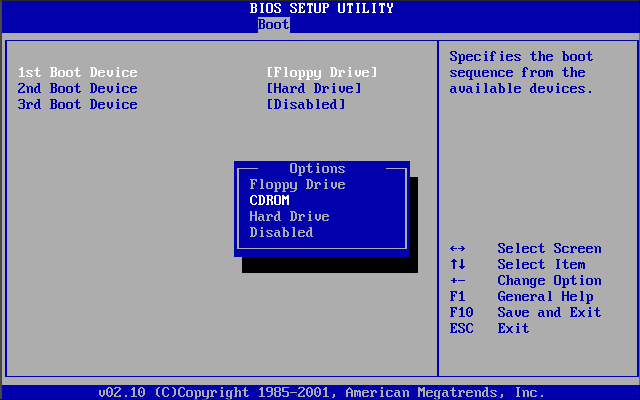 BIOS SETUP UTILITY
Boot
1st Boot Device [Floppy Drive]
2nd Boot Device [Hard Drive]
3rd Boot Device [Disabled]
Specifies the boot
sequence from the
available devices.
Options
Floppy Drive
CDROM
Hard Drive
Disabled
↔ Select Screen
↑↓ Select Item
+- Change Option
F1 General Help
F10 Save and Exit
ESC Exit
v02.10 (C)Copyright 1985-2001, American Megatrends, Inc.